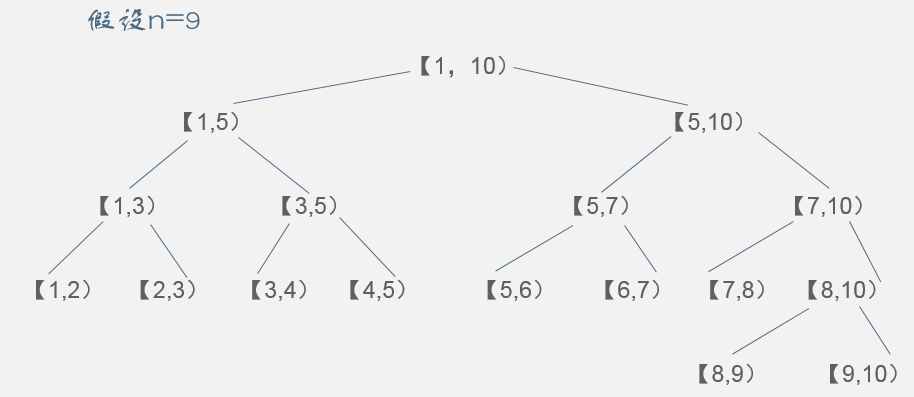 假设n=9
【1，10）
【1,5） 【5,10）
【1,3） 【3,5） 【5,7） 【7,10）
【1,2） 【2,3） 【3,4） 【4,5） 【5,6） 【6,7） 【7,8） 【8,10）
【8,9） 【9,10）